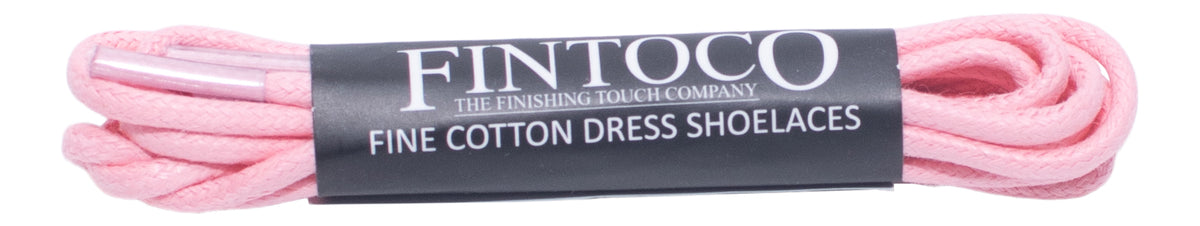 FINTOCO
THE FINISHING TOUCH COMPANY
FINE COTTON DRESS SHOELACES